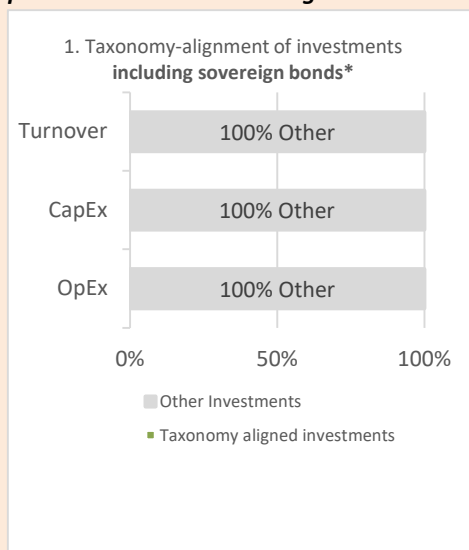 1. Taxonomy-alignment of investments
including sovereign bonds*
Turnover
100% Other
CapEx
100% Other
OpEx
100% Other
0% 50% 100%
Other Investments
Taxonomy aligned investments